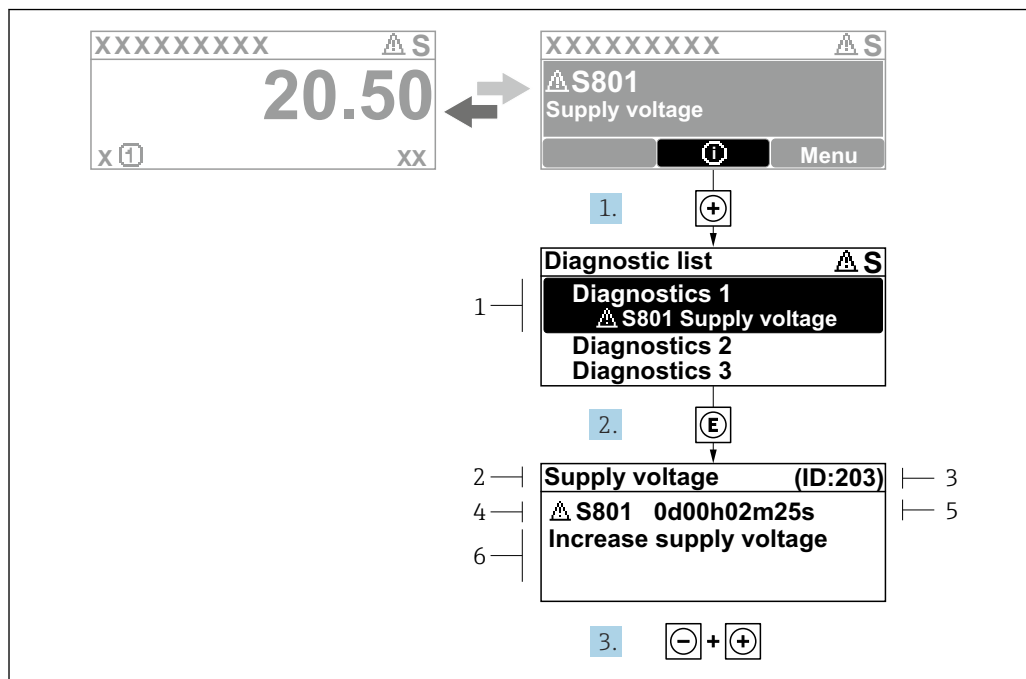 XXXXXXXXX ⚠ S
20.50
x ① xx
XXXXXXXXX ⚠ S
⚠S801
Supply voltage
ⓘ Menu
1. +
Diagnostic list ⚠ S
1
Diagnostics 1
⚠ S801 Supply voltage
Diagnostics 2
Diagnostics 3
2. E
2 Supply voltage (ID:203) 3
4 ⚠ S801 0d00h02m25s 5
6 Increase supply voltage
3. − + +